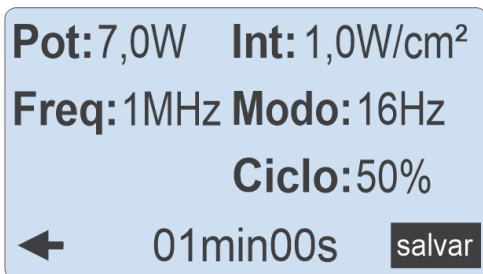 Pot:7,0W Int:1,0W/cm²
Freq:1MHz Modo:16Hz
Ciclo:50%
01min00s salvar